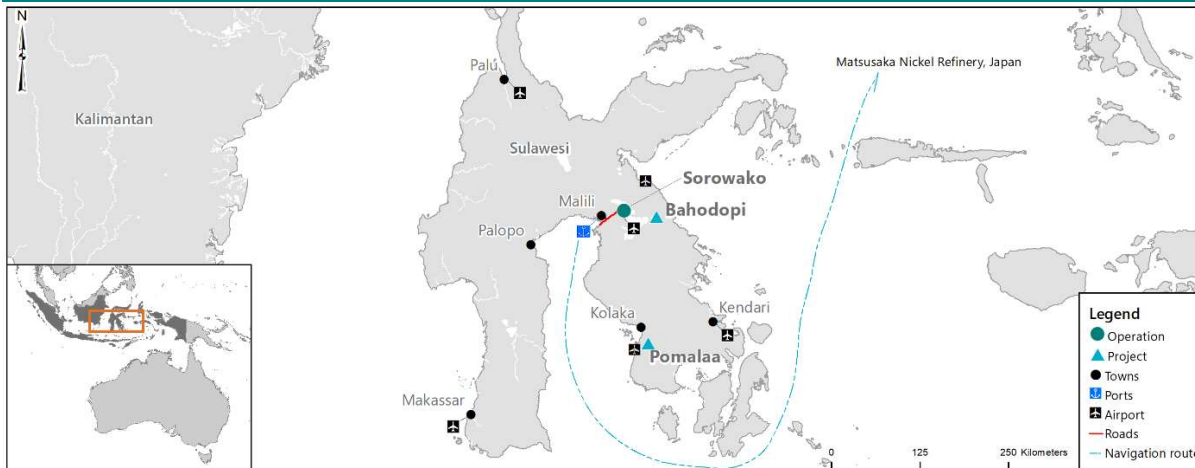 N
Matsusaka Nickel Refinery, Japan
Palú
Kalimantan
Sulawesi
Sorowako
Malili
Bahodopi
Palopo
Kolaka
Kendari
Pomalaa
Makassar
Legend
Operation
Project
Towns
Ports
Airport
Roads
Navigation route
0 125 250 Kilometers